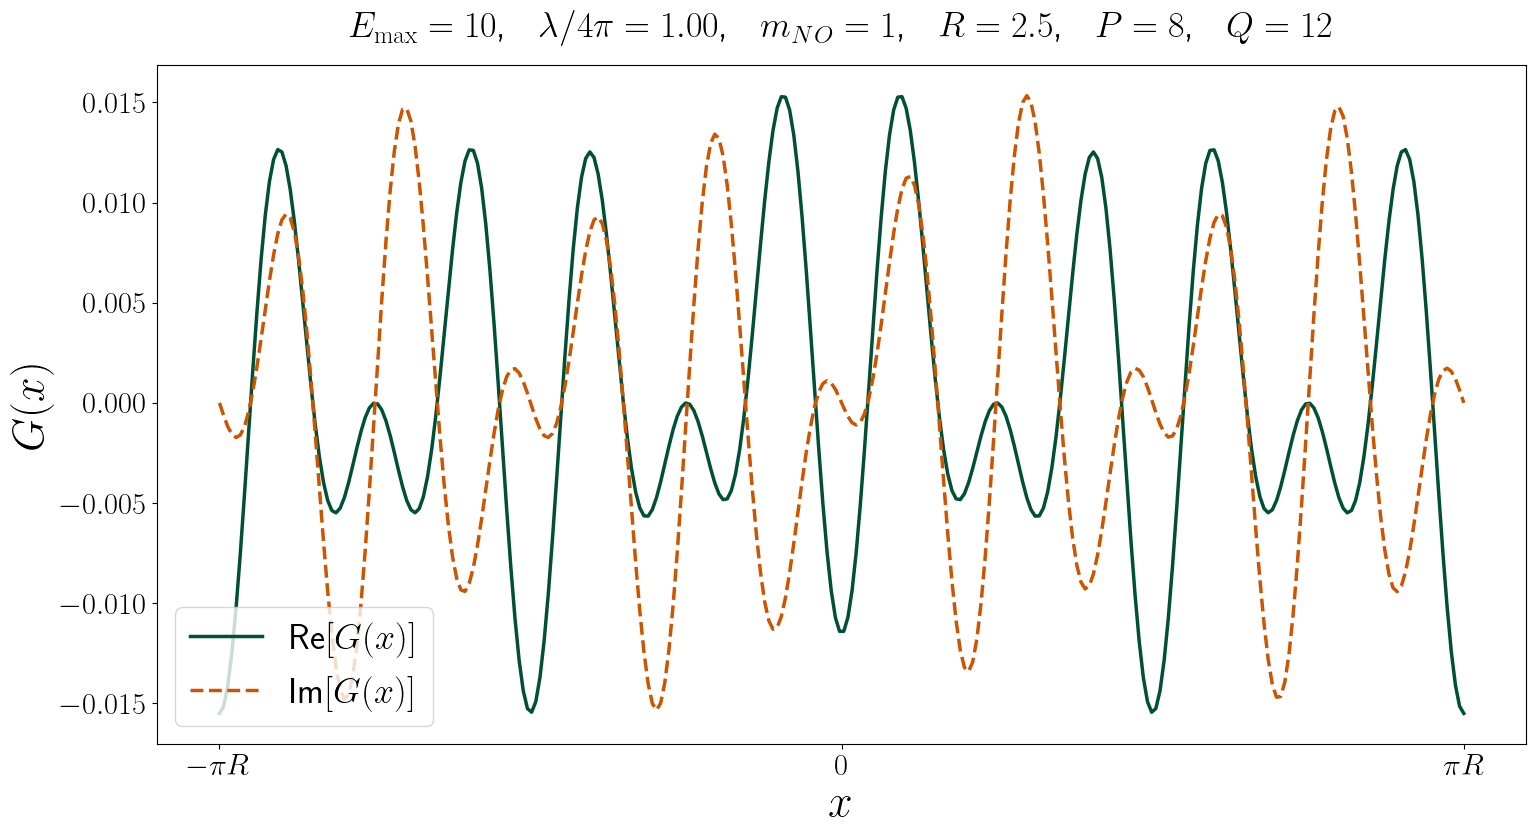 E_max = 10, λ/4π = 1.00, m_NO = 1, R = 2.5, P = 8, Q = 12
G(x)
0.015
0.010
0.005
0.000
−0.005
−0.010
−0.015
Re[G(x)]
Im[G(x)]
−πR 0 πR
x